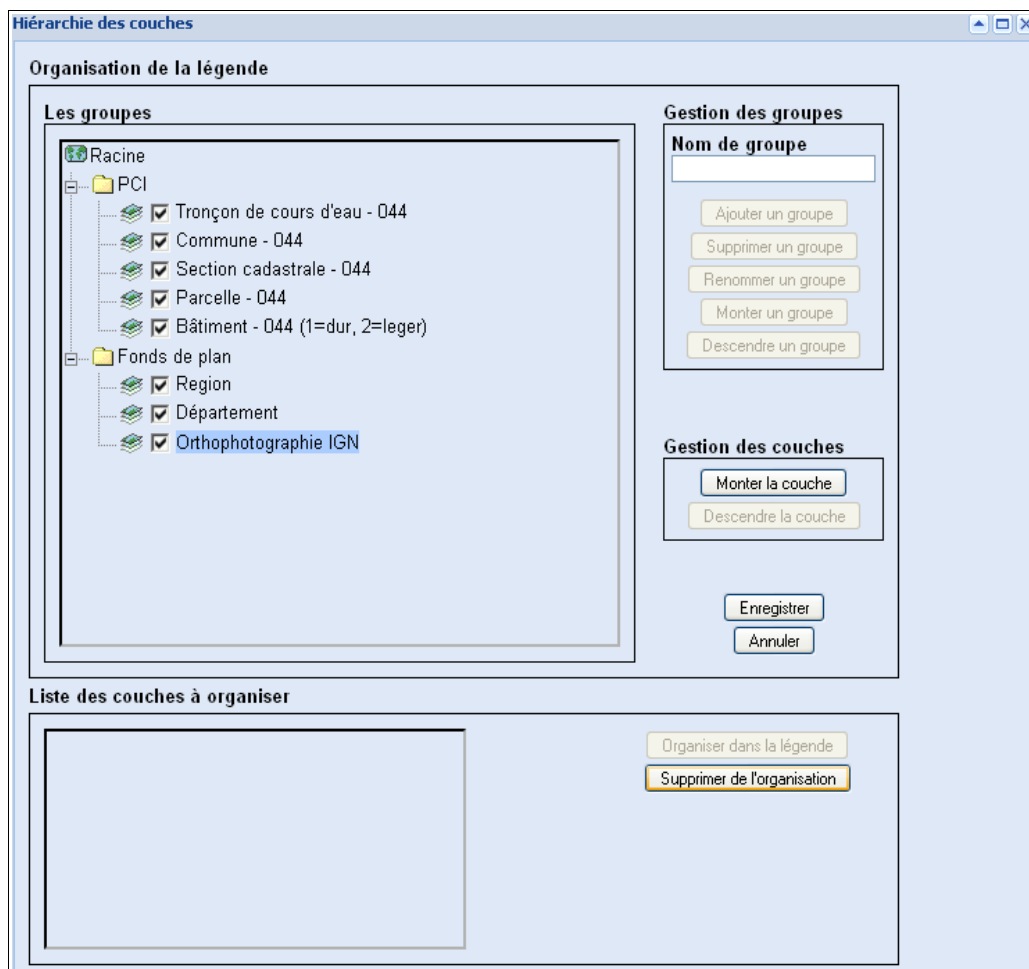 Hiérarchie des couches
Organisation de la légende
Les groupes
Racine
PCI
Tronçon de cours d'eau - 044
Commune - 044
Section cadastrale - 044
Parcelle - 044
Bâtiment - 044 (1=dur, 2=leger)
Fonds de plan
Region
Département
Orthophotographie IGN
Gestion des groupes
Nom de groupe
Ajouter un groupe
Supprimer un groupe
Renommer un groupe
Monter un groupe
Descendre un groupe
Gestion des couches
Monter la couche
Descendre la couche
Enregistrer
Annuler
Liste des couches à organiser
Organiser dans la légende
Supprimer de l'organisation